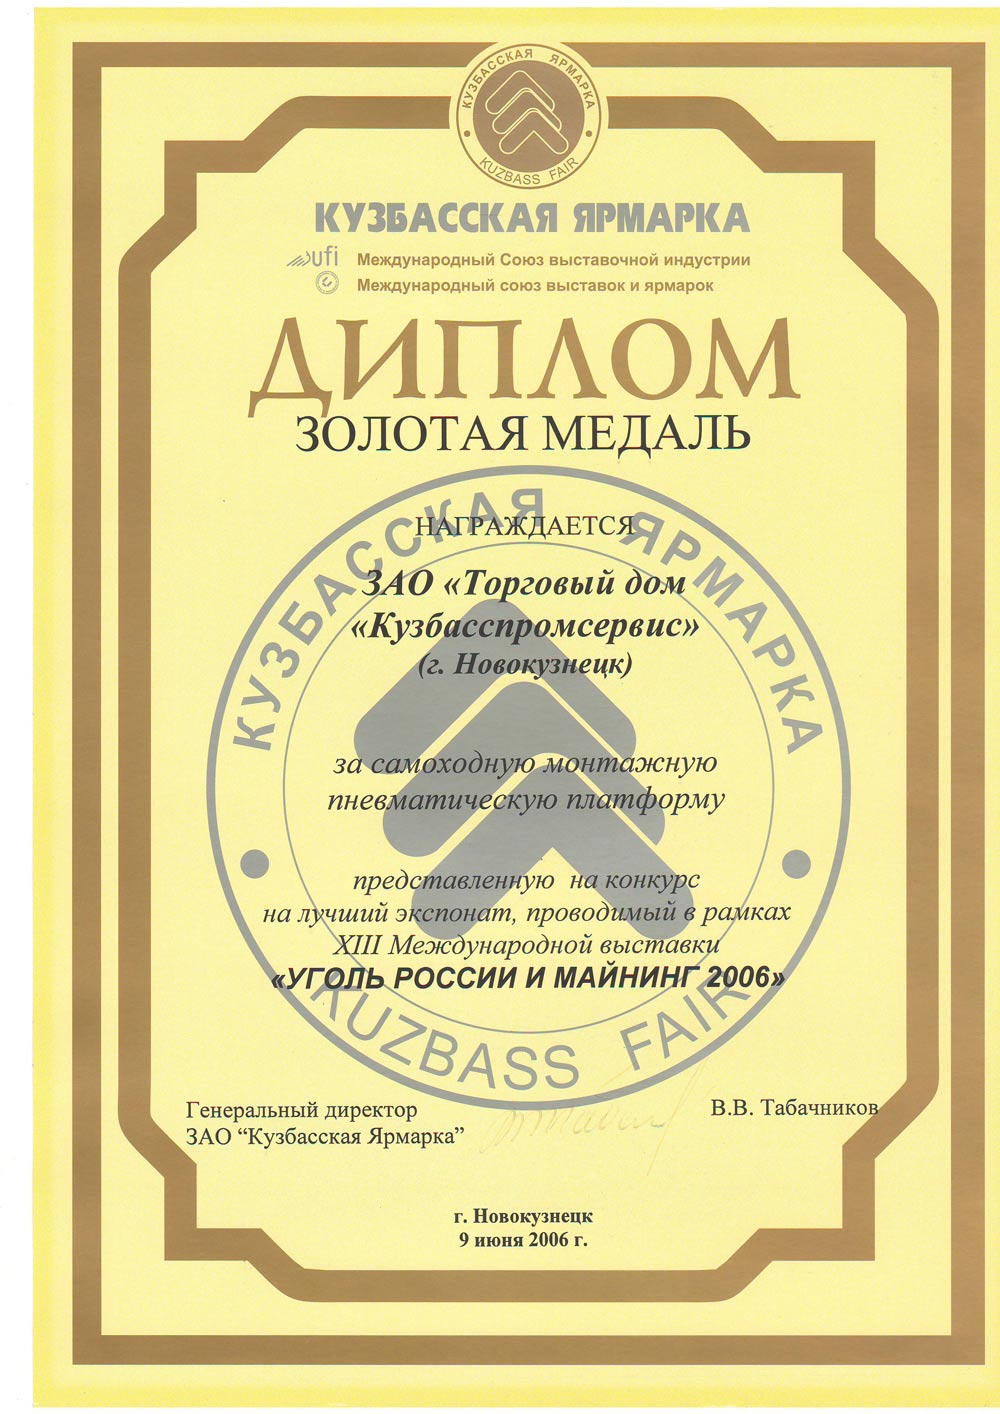 КУЗБАССКАЯ ЯРМАРКА
KUZBASS FAIR
КУЗБАССКАЯ ЯРМАРКА
ufi Международный Союз выставочной индустрии
Международный союз выставок и ярмарок
ДИПЛОМ
ЗОЛОТАЯ МЕДАЛЬ
КУЗБАССКАЯ ЯРМАРКА
НАГРАЖДАЕТСЯ
ЗАО «Торговый дом
«Кузбасспромсервис»
(г. Новокузнецк)
за самоходную монтажную
пневматическую платформу
представленную на конкурс
на лучший экспонат, проводимый в рамках
XIII Международной выставки
«УГОЛЬ РОССИИ И МАЙНИНГ 2006»
KUZBASS FAIR
Генеральный директор
ЗАО “Кузбасская Ярмарка”
В.В. Табачников
г. Новокузнецк
9 июня 2006 г.